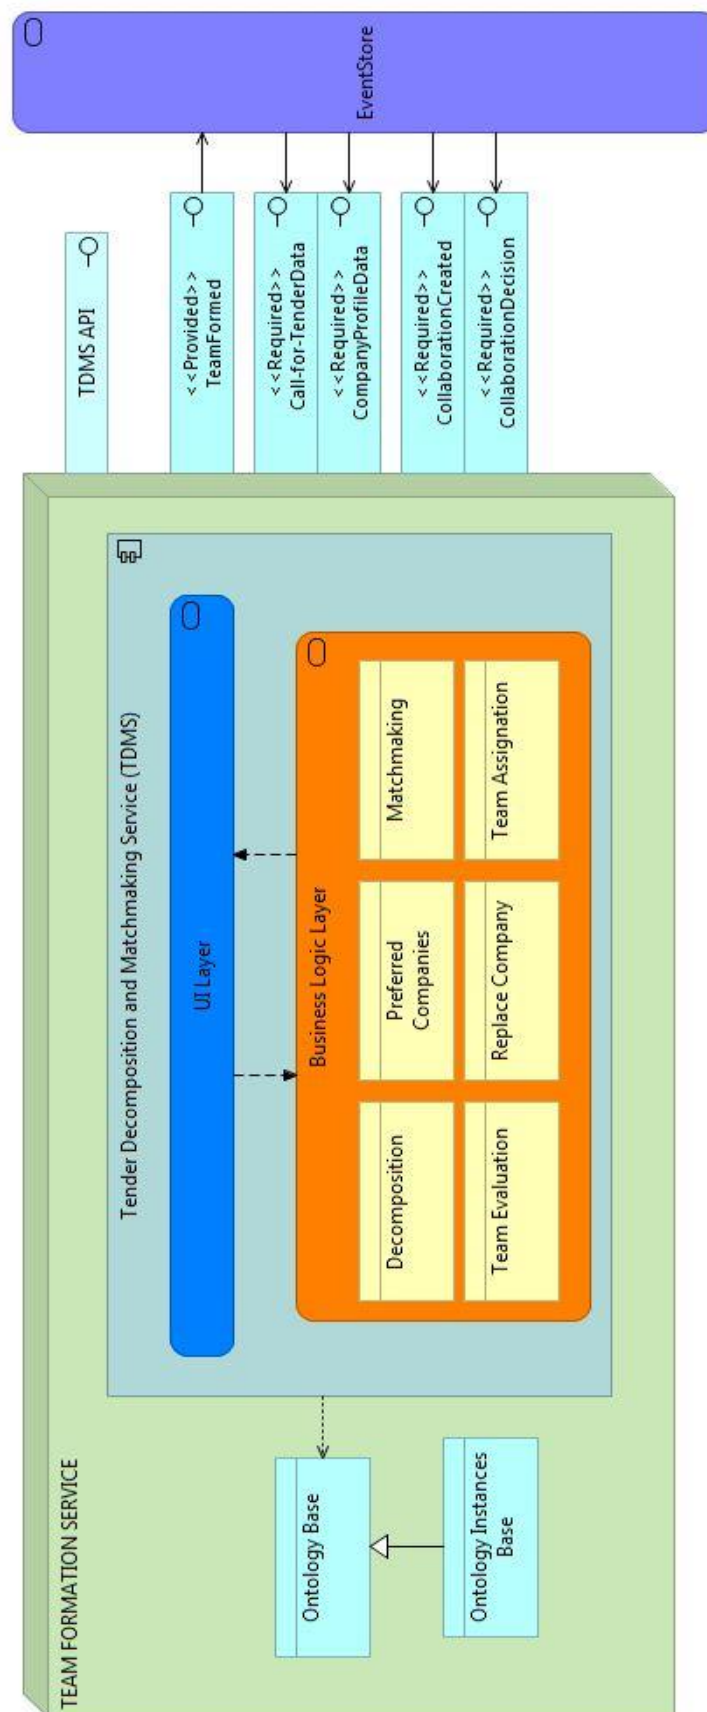 TEAM FORMATION SERVICE
Tender Decomposition and Matchmaking Service (TDMS)
UI Layer
Business Logic Layer
Decomposition
Preferred
Companies
Matchmaking
Team Evaluation
Replace Company
Team Assignation
Ontology Base
Ontology Instances
Base
TDMS API
<<Provided>>
TeamFormed
<<Required>>
Call-for-TenderData
<<Required>>
CompanyProfileData
<<Required>>
CollaborationCreated
<<Required>>
CollaborationDecision
EventStore